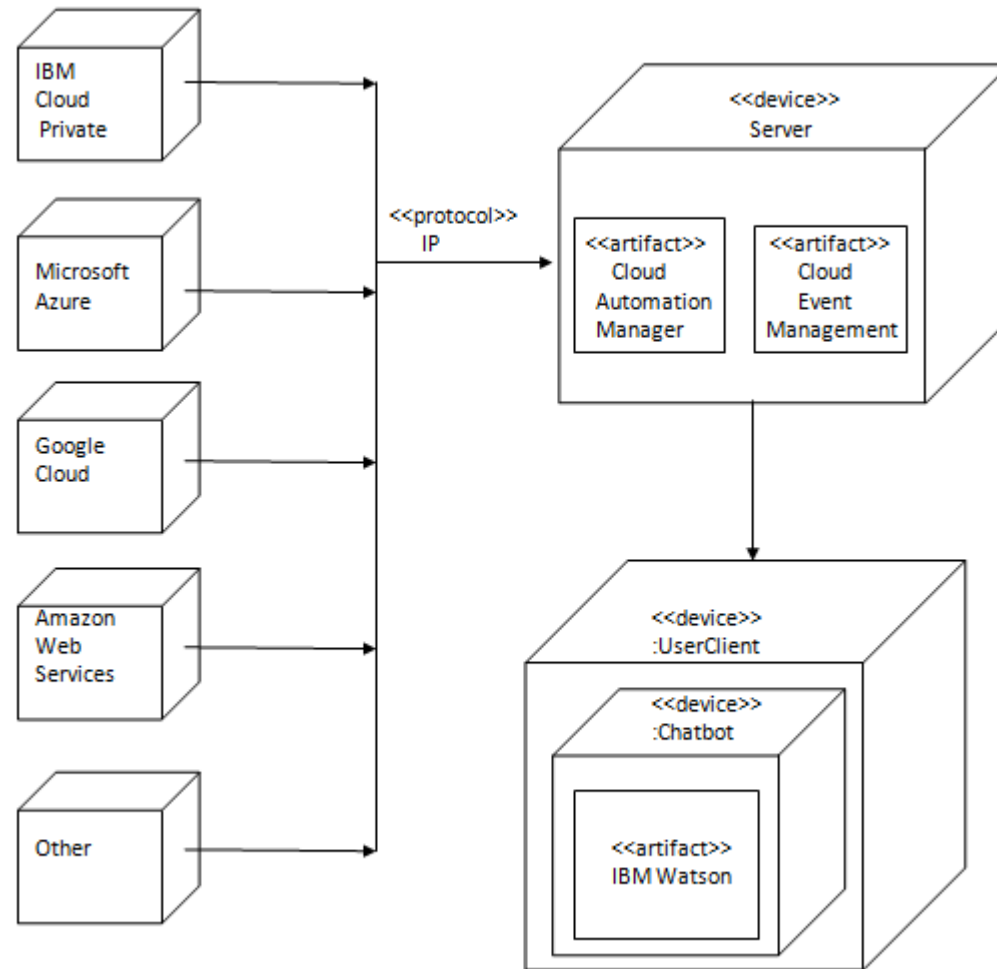 IBM
Cloud
Private
Microsoft
Azure
Google
Cloud
Amazon
Web
Services
Other
<<protocol>>
IP
<<device>>
Server
<<artifact>>
Cloud
Automation
Manager
<<artifact>>
Cloud
Event
Management
<<device>>
:UserClient
<<device>>
:Chatbot
<<artifact>>
IBM Watson